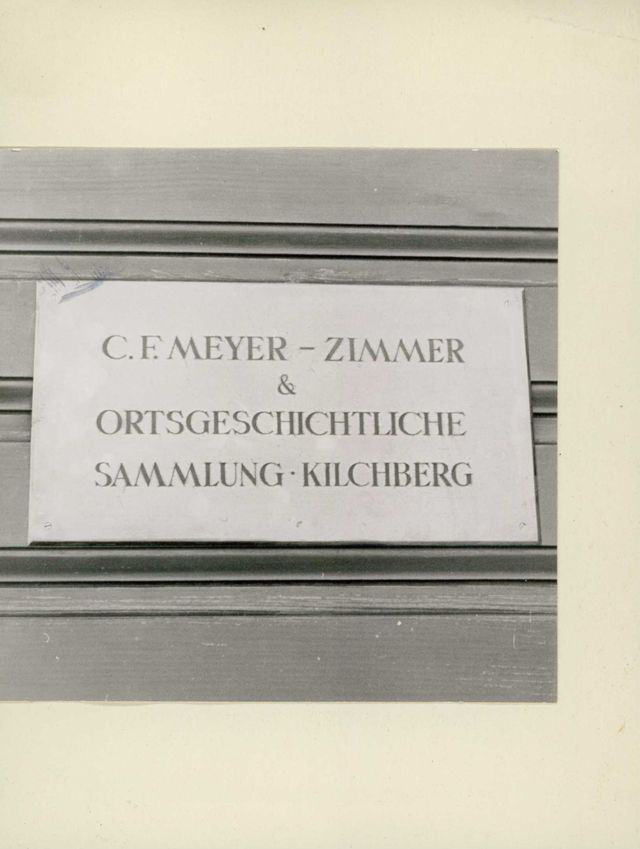 C. F. MEYER – ZIMMER
&
ORTSGESCHICHTLICHE
SAMMLUNG · KILCHBERG